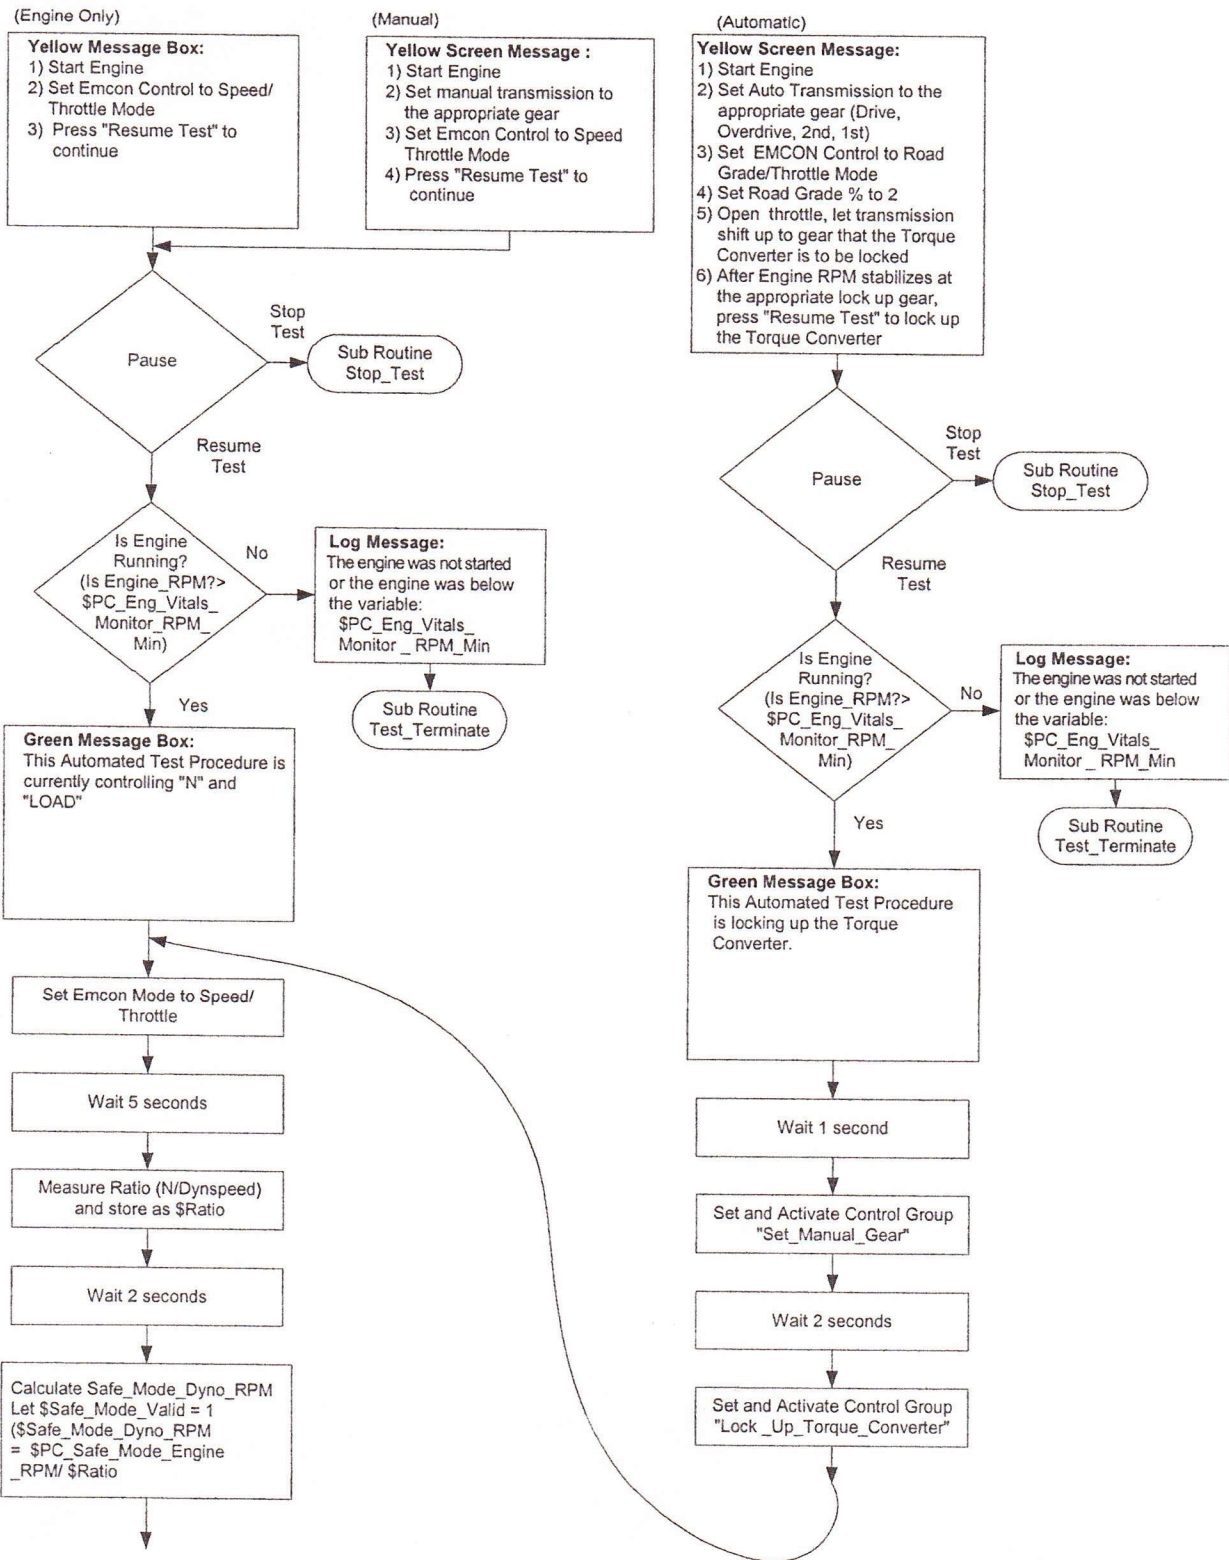 (Engine Only)
Yellow Message Box:
1) Start Engine
2) Set Emcon Control to Speed/
Throttle Mode
3) Press "Resume Test" to
continue
(Manual)
Yellow Screen Message :
1) Start Engine
2) Set manual transmission to
the appropriate gear
3) Set Emcon Control to Speed
Throttle Mode
4) Press "Resume Test" to
continue
Pause
Stop
Test
Sub Routine
Stop_Test
Resume
Test
Is Engine
Running?
(Is Engine_RPM?>
$PC_Eng_Vitals_
Monitor_RPM_
Min)
No
Log Message:
The engine was not started
or the engine was below
the variable:
$PC_Eng_Vitals_
Monitor _ RPM_Min
Sub Routine
Test_Terminate
Yes
Green Message Box:
This Automated Test Procedure is
currently controlling "N" and
"LOAD"
Set Emcon Mode to Speed/
Throttle
Wait 5 seconds
Measure Ratio (N/Dynspeed)
and store as $Ratio
Wait 2 seconds
Calculate Safe_Mode_Dyno_RPM
Let $Safe_Mode_Valid = 1
($Safe_Mode_Dyno_RPM
= $PC_Safe_Mode_Engine
_RPM/ $Ratio
(Automatic)
Yellow Screen Message:
1) Start Engine
2) Set Auto Transmission to the
appropriate gear (Drive,
Overdrive, 2nd, 1st)
3) Set EMCON Control to Road
Grade/Throttle Mode
4) Set Road Grade % to 2
5) Open throttle, let transmission
shift up to gear that the Torque
Converter is to be locked
6) After Engine RPM stabilizes at
the appropriate lock up gear,
press "Resume Test" to lock up
the Torque Converter
Pause
Stop
Test
Sub Routine
Stop_Test
Resume
Test
Is Engine
Running?
(Is Engine_RPM?>
$PC_Eng_Vitals_
Monitor_RPM_
Min)
No
Log Message:
The engine was not started
or the engine was below
the variable:
$PC_Eng_Vitals_
Monitor _ RPM_Min
Sub Routine
Test_Terminate
Yes
Green Message Box:
This Automated Test Procedure
is locking up the Torque
Converter.
Wait 1 second
Set and Activate Control Group
"Set_Manual_Gear"
Wait 2 seconds
Set and Activate Control Group
"Lock _Up_Torque_Converter"